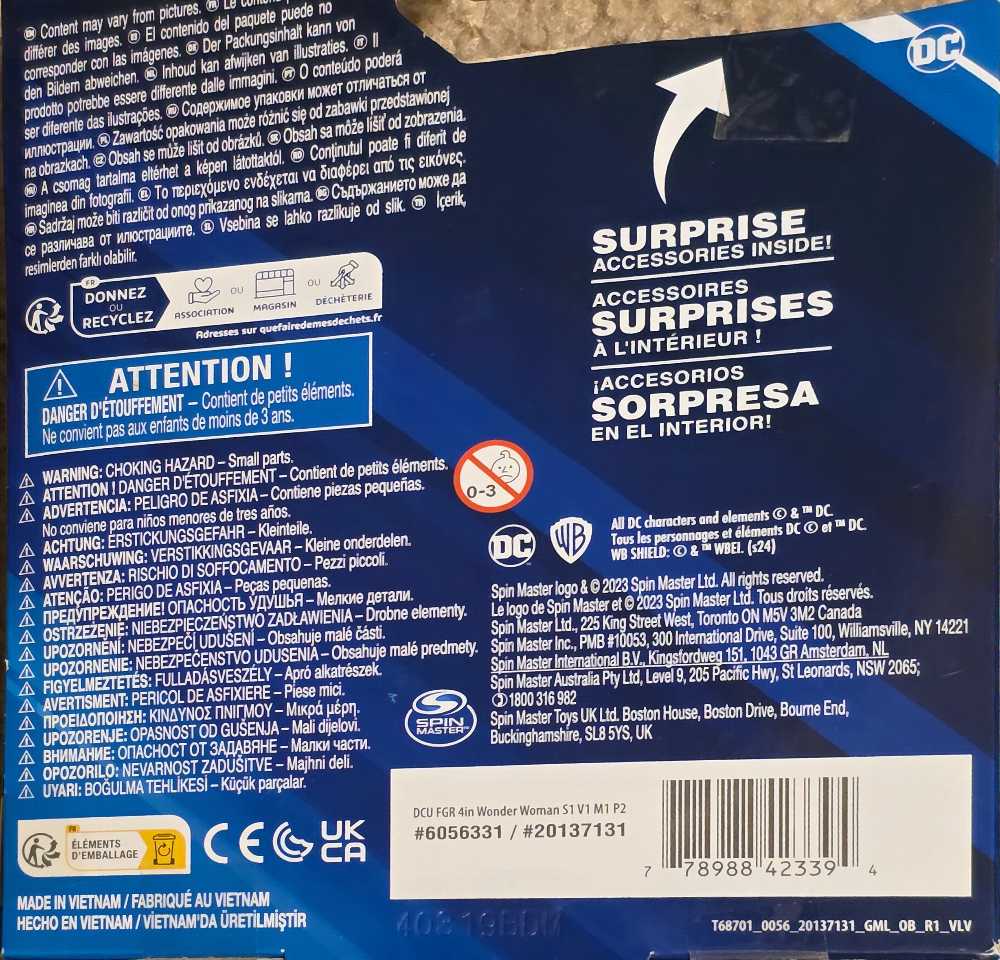 EN Content may vary from pictures. FR Le contenu
différer des images. ES El contenido del paquete puede no
corresponder con las imágenes. DE Der Packungsinhalt kann von
den Bildern abweichen. NL Inhoud kan afwijken van illustraties. IT Il
prodotto potrebbe essere differente dalle immagini. PT O conteúdo poderá
ser diferente das ilustrações. RU Содержимое упаковки может отличаться от
иллюстрации. PL Zawartość opakowania może różnić się od zabawki przedstawionej
na obrazkach. CZ Obsah se může lišit od obrázků. SK Obsah sa môže líšiť od zobrazenia.
HU A csomag tartalma eltérhet a képen látottaktól. RO Conținutul poate fi diferit de
imaginea din fotografii. EL Το περιεχόμενο ενδέχεται να διαφέρει από τις εικόνες.
HR Sadržaj može biti različit od onog prikazanog na slikama. BG Съдържанието може да
се различава от илюстрациите. SL Vsebina se lahko razlikuje od slik. TR İçerik,
resimlerden farklı olabilir.
FR
DONNEZ
OU
RECYCLEZ
ASSOCIATION
OU
MAGASIN
OU
DÉCHÈTERIE
Adresses sur quefairedemesdechets.fr
ATTENTION !
DANGER D'ÉTOUFFEMENT – Contient de petits éléments.
Ne convient pas aux enfants de moins de 3 ans.
WARNING: CHOKING HAZARD – Small parts.
ATTENTION ! DANGER D'ÉTOUFFEMENT – Contient de petits éléments.
ADVERTENCIA: PELIGRO DE ASFIXIA – Contiene piezas pequeñas.
No conviene para niños menores de tres años.
ACHTUNG: ERSTICKUNGSGEFAHR – Kleinteile.
WAARSCHUWING: VERSTIKKINGSGEVAAR – Kleine onderdelen.
AVVERTENZA: RISCHIO DI SOFFOCAMENTO – Pezzi piccoli.
ATENÇÃO: PERIGO DE ASFIXIA – Peças pequenas.
ПРЕДУПРЕЖДЕНИЕ! ОПАСНОСТЬ УДУШЬЯ – Мелкие детали.
OSTRZEŻENIE: NIEBEZPIECZEŃSTWO ZADŁAWIENIA – Drobne elementy.
UPOZORNĚNÍ: NEBEZPEČÍ UDUŠENÍ – Obsahuje malé části.
UPOZORNENIE: NEBEZPEČENSTVO UDUSENIA – Obsahuje malé predmety.
FIGYELMEZTETÉS: FULLADÁSVESZÉLY – Apró alkatrészek.
AVERTISMENT: PERICOL DE ASFIXIERE – Piese mici.
ΠΡΟΕΙΔΟΠΟΙΗΣΗ: ΚΙΝΔΥΝΟΣ ΠΝΙΓΜΟΥ – Μικρά μέρη.
UPOZORENJE: OPASNOST OD GUŠENJA – Mali dijelovi.
ВНИМАНИЕ: ОПАСНОСТ ОТ ЗАДАВЯНЕ – Малки части.
OPOZORILO: NEVARNOST ZADUŠITVE – Majhni deli.
UYARI: BOĞULMA TEHLİKESİ – Küçük parçalar.
FR
ÉLÉMENTS
D'EMBALLAGE
CE
UK
CA
MADE IN VIETNAM / FABRIQUÉ AU VIETNAM
HECHO EN VIETNAM / VİETNAM'DA ÜRETİLMİŞTİR
DC
SURPRISE
ACCESSORIES INSIDE!
ACCESSOIRES
SURPRISES
À L'INTÉRIEUR !
¡ACCESORIOS
SORPRESA
EN EL INTERIOR!
0-3
DC
WB
All DC characters and elements © & ™ DC.
Tous les personnages et éléments DC © et ™ DC.
WB SHIELD: © & ™ WBEI. (s24)
Spin Master logo & © 2023 Spin Master Ltd. All rights reserved.
Le logo de Spin Master et © 2023 Spin Master Ltd. Tous droits réservés.
Spin Master Ltd., 225 King Street West, Toronto ON M5V 3M2 Canada
Spin Master Inc., PMB #10053, 300 International Drive, Suite 100, Williamsville, NY 14221
Spin Master International B.V., Kingsfordweg 151, 1043 GR Amsterdam, NL
Spin Master Australia Pty Ltd, Level 9, 205 Pacific Hwy, St Leonards, NSW 2065;
1800 316 982
Spin Master Toys UK Ltd. Boston House, Boston Drive, Bourne End,
Buckinghamshire, SL8 5YS, UK
SPIN
MASTER™
DCU FGR 4in Wonder Woman S1 V1 M1 P2
#6056331 / #20137131
7 78988 42339 4
T68701_0056_20137131_GML_OB_R1_VLV